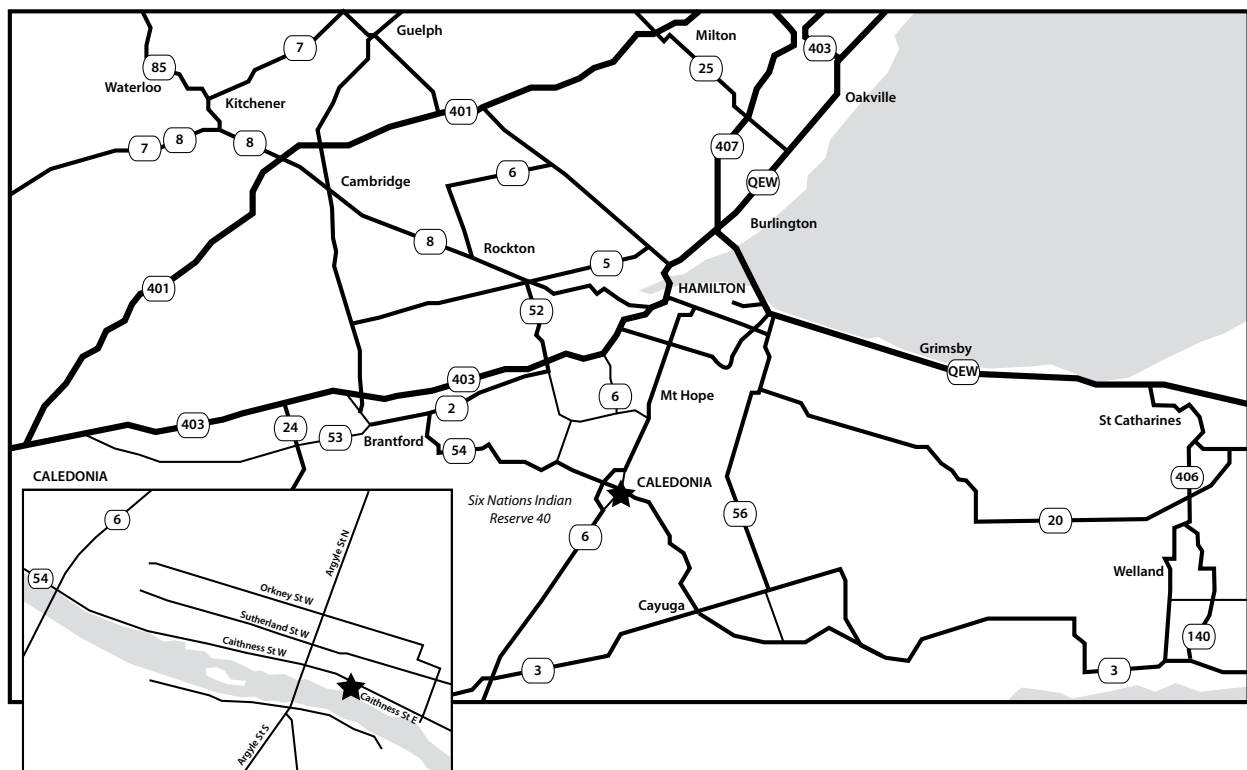 Guelph
Milton
403
7
25
85
Waterloo
Kitchener
Oakville
401
7
8
8
407
6
QEW
Cambridge
Burlington
8
Rockton
5
401
HAMILTON
52
Grimsby
QEW
403
6
Mt Hope
2
403
24
53
Brantford
54
St Catharines
CALEDONIA
406
CALEDONIA
Six Nations Indian
Reserve 40
56
20
6
Welland
Cayuga
140
3
3
6
54
Argyle St N
Orkney St W
Sutherland St W
Caithness St W
Caithness St E
Argyle St S